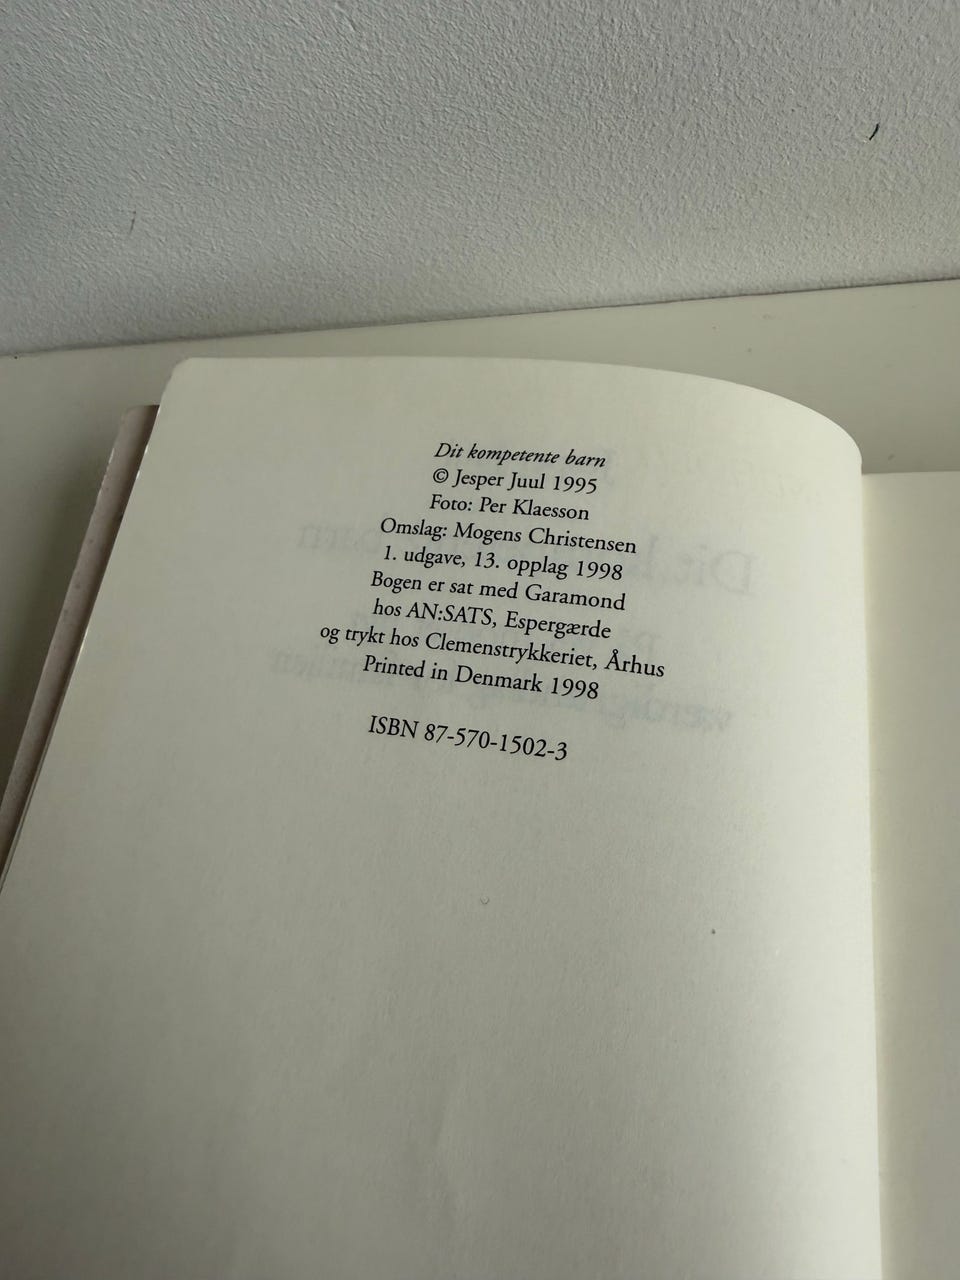 Dit kompetente barn
© Jesper Juul 1995
Foto: Per Klaesson
Omslag: Mogens Christensen
1. udgave, 13. opplag 1998
Bogen er sat med Garamond
hos AN:SATS, Espergærde
og trykt hos Clemenstrykkeriet, Århus
Printed in Denmark 1998
ISBN 87-570-1502-3